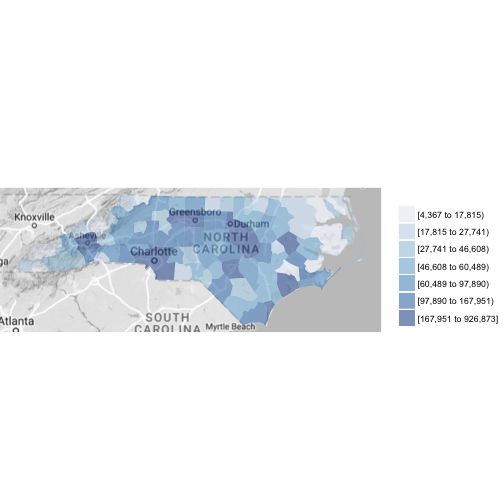 Knoxville
Greensboro
Durham
Asheville
NORTH
CAROLINA
Charlotte
ga
SOUTH
CAROLINA
Atlanta
Myrtle Beach
[4,367 to 17,815)
[17,815 to 27,741)
[27,741 to 46,608)
[46,608 to 60,489)
[60,489 to 97,890)
[97,890 to 167,951)
[167,951 to 926,873]